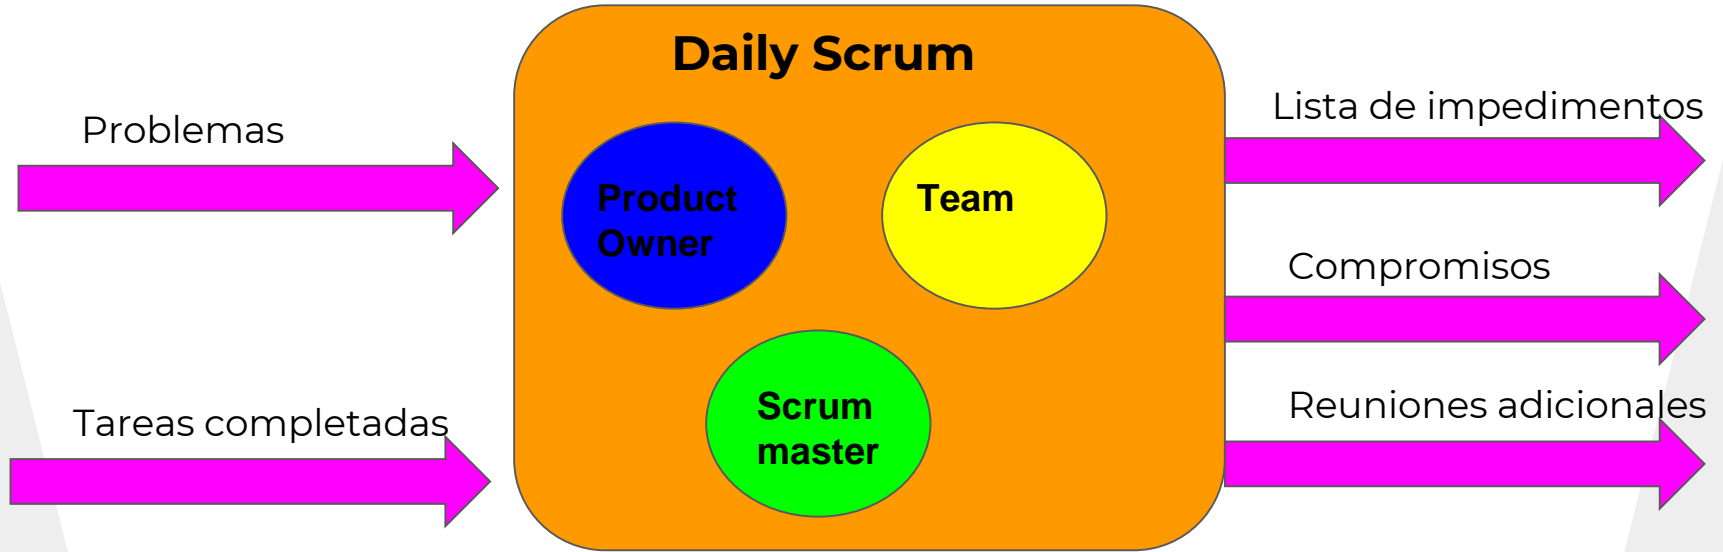 Daily Scrum
Problemas
Tareas completadas
Product
Owner
Team
Scrum
master
Lista de impedimentos
Compromisos
Reuniones adicionales